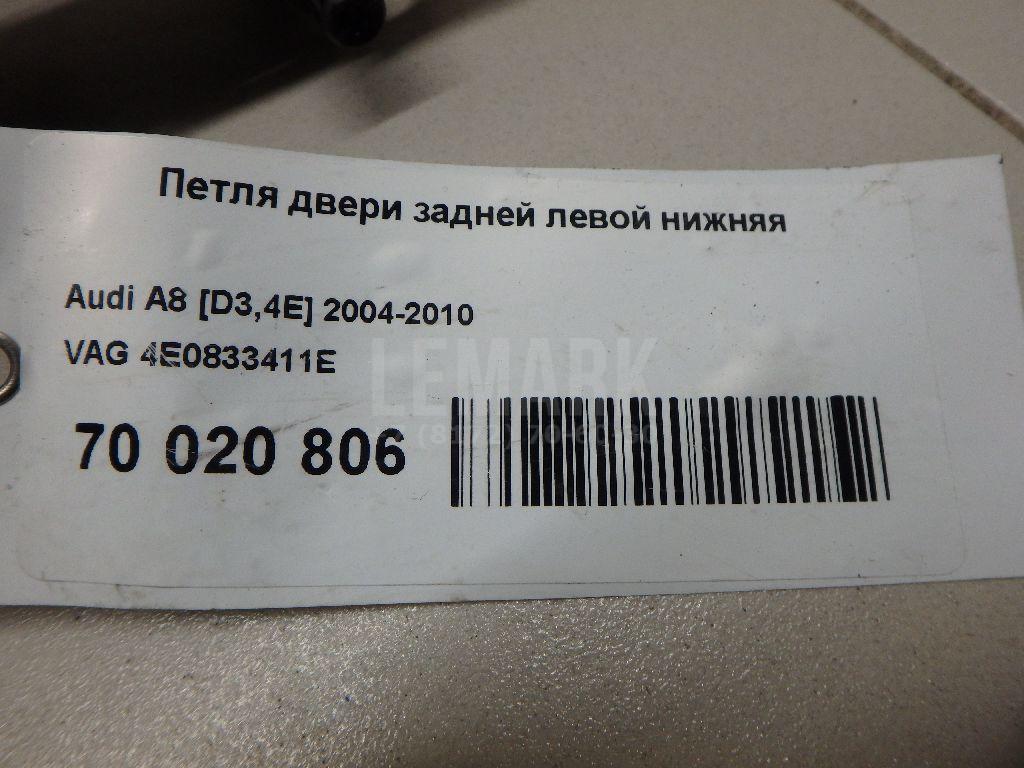 Петля двери задней левой нижняя
Audi A8 [D3,4E] 2004-2010
VAG 4E0833411E
LEMARK
70 020 806